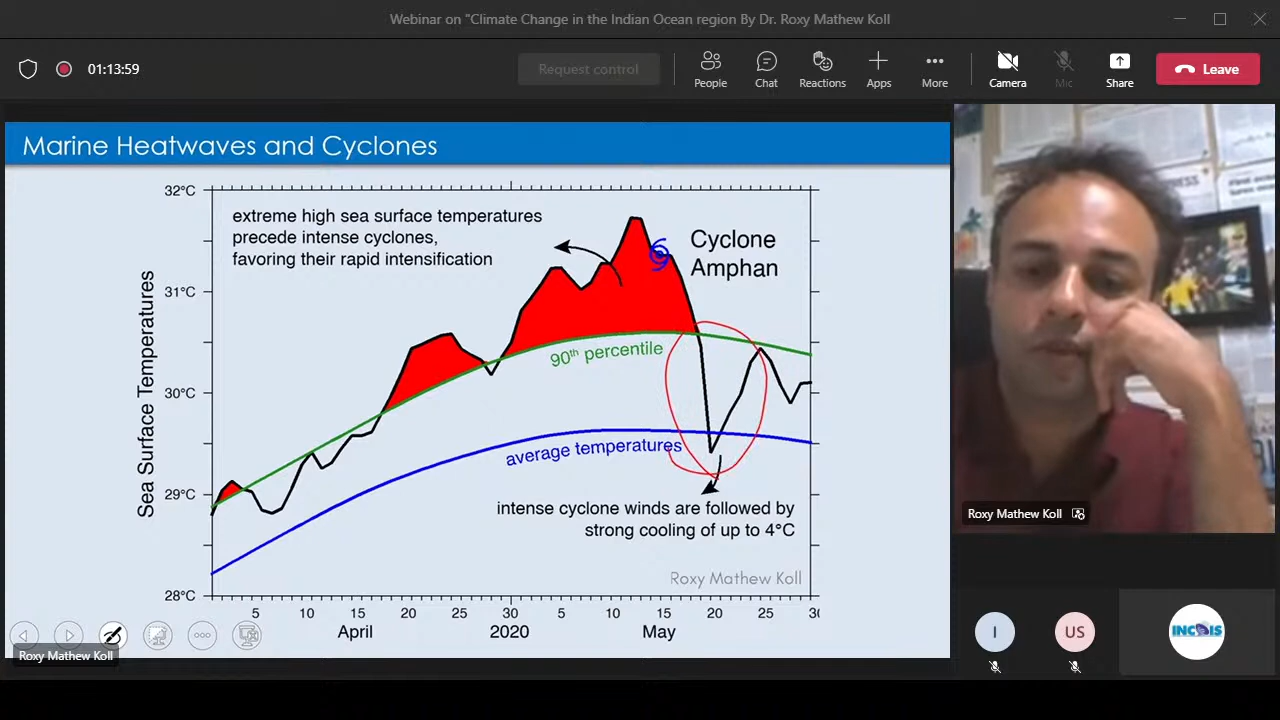 Webinar on "Climate Change in the Indian Ocean region By Dr. Roxy Mathew Koll
01:13:59
Request control
People
Chat
Reactions
Apps
More
Camera
Mic
Share
Leave
Marine Heatwaves and Cyclones
32°C
31°C
30°C
29°C
28°C
Sea Surface Temperatures
extreme high sea surface temperatures
precede intense cyclones,
favoring their rapid intensification
Cyclone
Amphan
90th percentile
average temperatures
intense cyclone winds are followed by
strong cooling of up to 4°C
Roxy Mathew Koll
5 10 15 20 25 30 5 10 15 20 25 30
April 2020 May
Roxy Mathew Koll
Roxy Mathew Koll
I
US
INCOIS